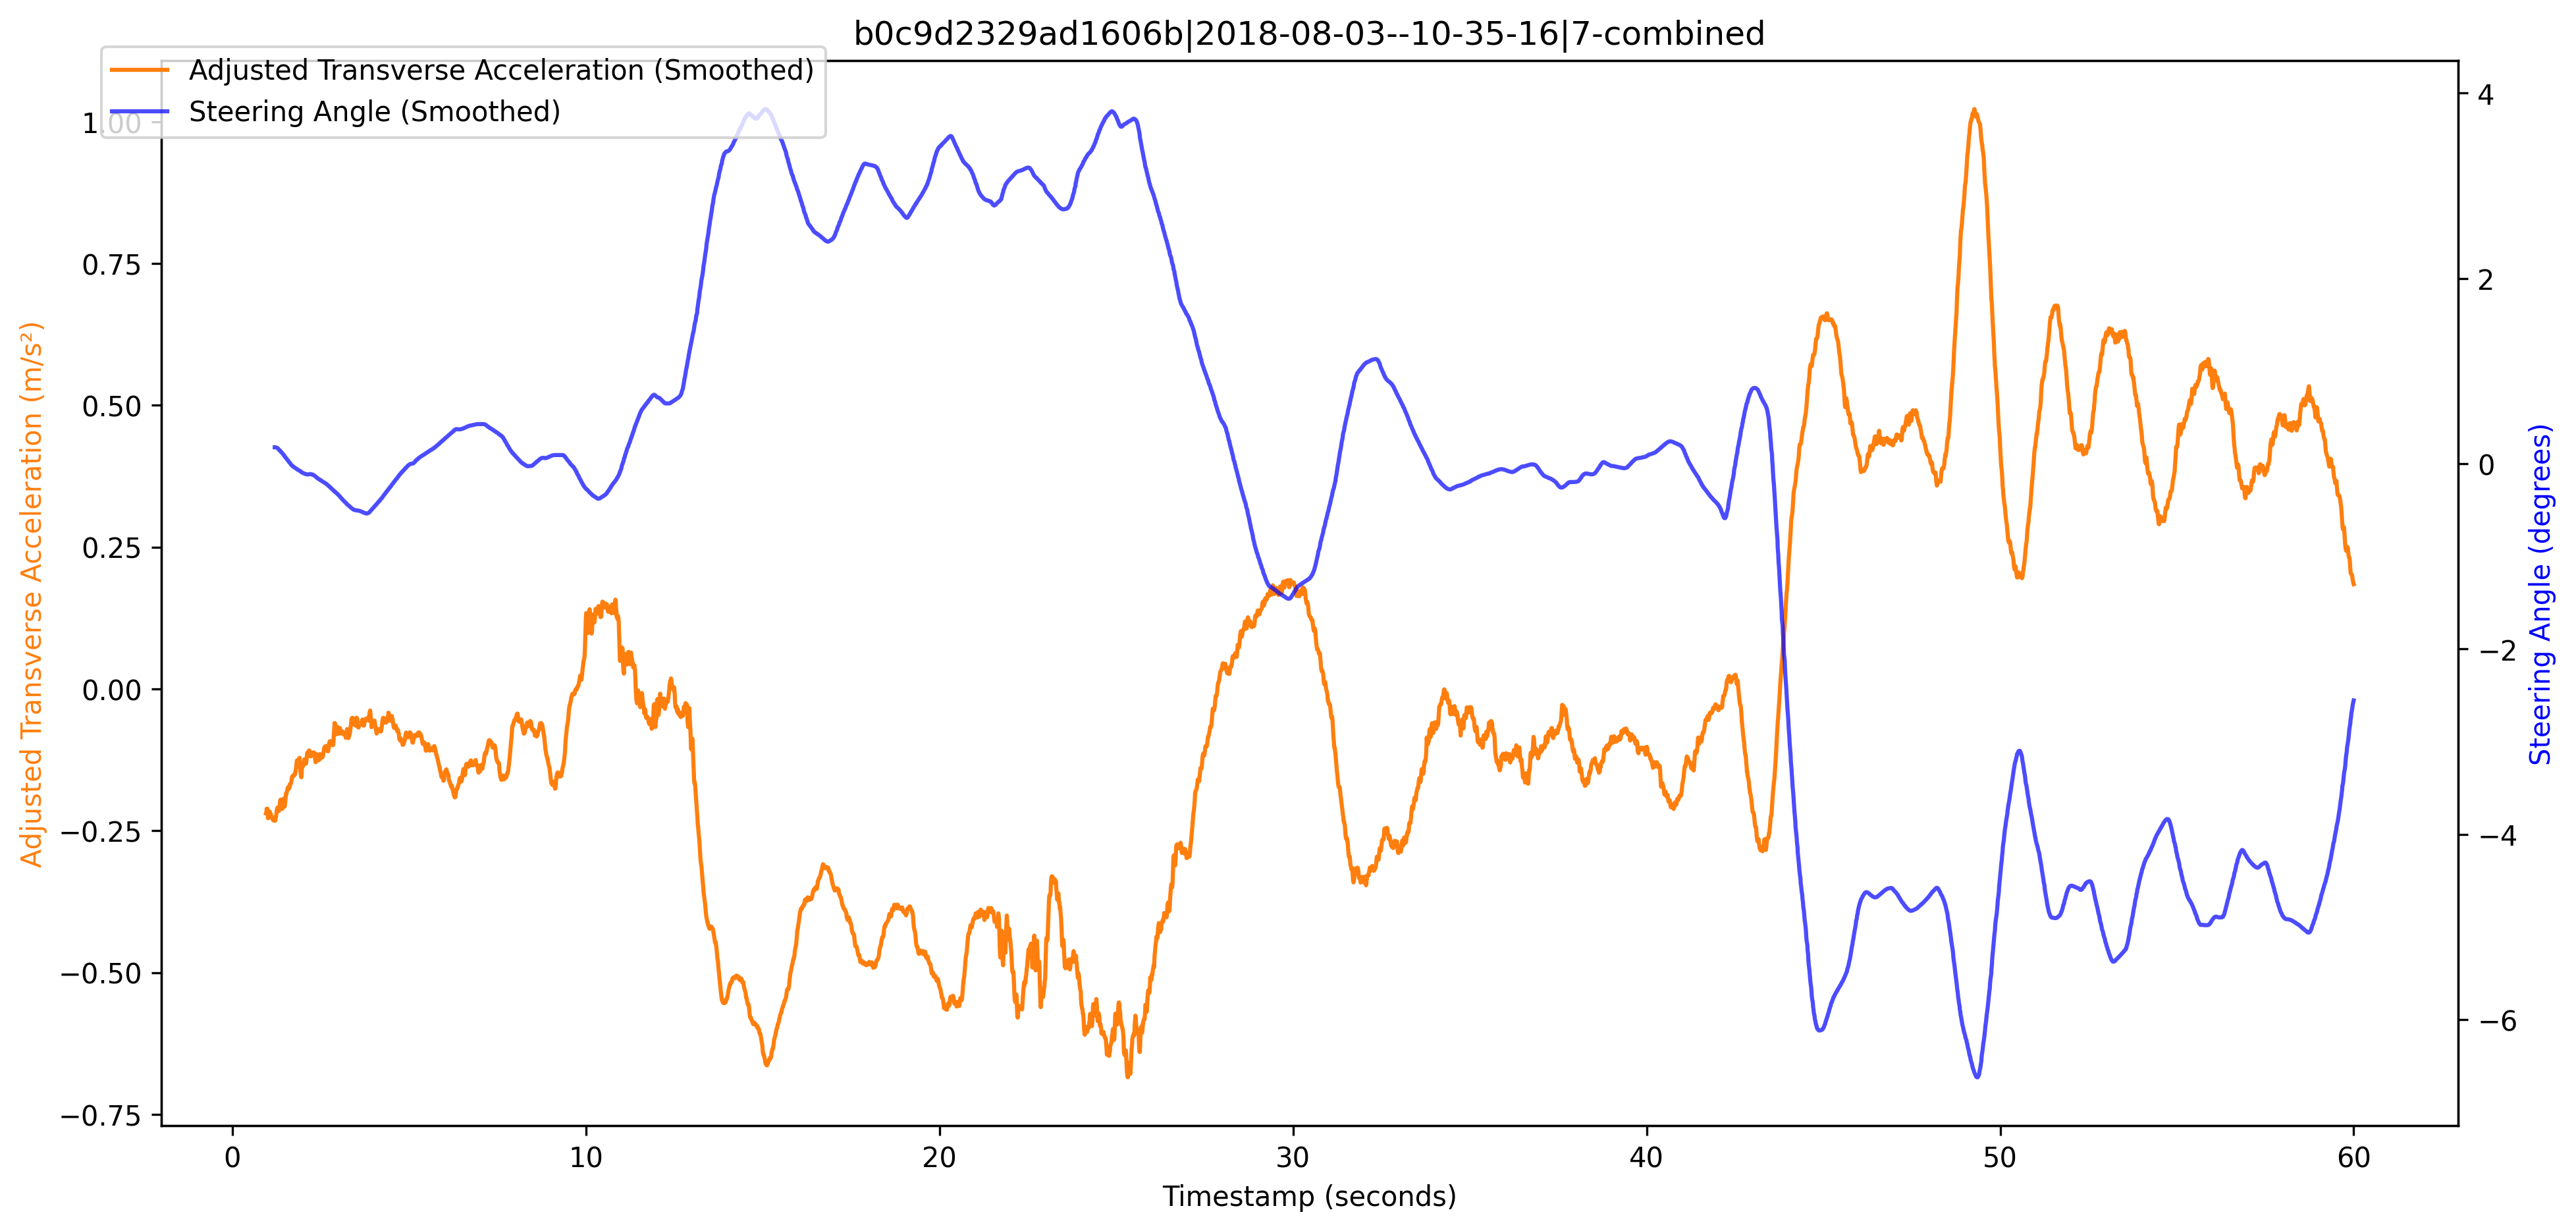 b0c9d2329ad1606b|2018-08-03--10-35-16|7-combined
Adjusted Transverse Acceleration (Smoothed)
Steering Angle (Smoothed)
1.00
0.75
0.50
0.25
0.00
−0.25
−0.50
−0.75
Adjusted Transverse Acceleration (m/s²)
4
2
0
−2
−4
−6
Steering Angle (degrees)
0 10 20 30 40 50 60
Timestamp (seconds)